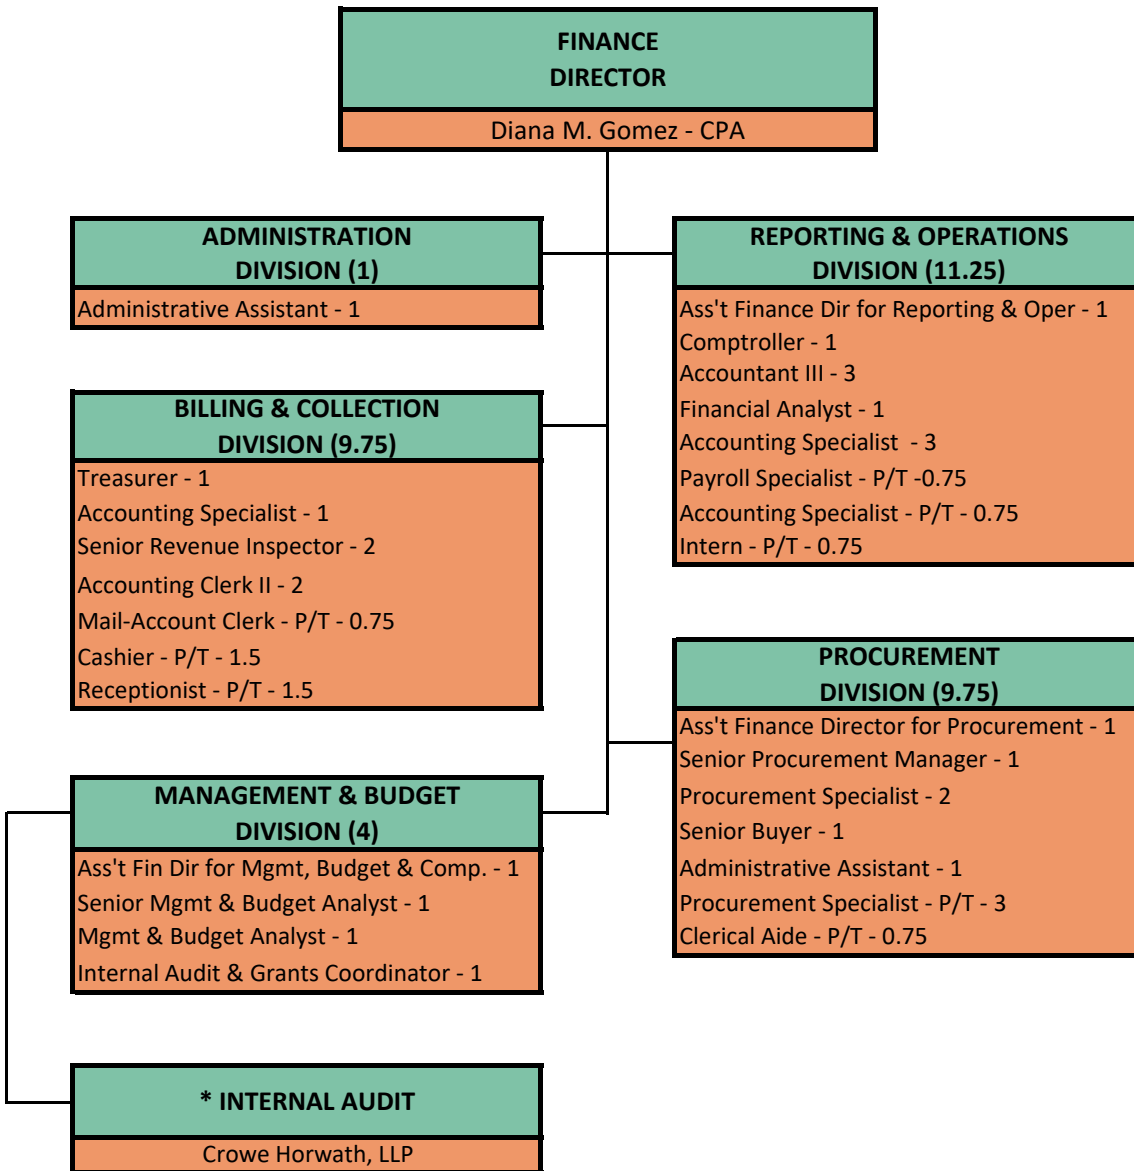 FINANCE
DIRECTOR
Diana M. Gomez - CPA
ADMINISTRATION
DIVISION (1)
Administrative Assistant - 1
REPORTING & OPERATIONS
DIVISION (11.25)
Ass't Finance Dir for Reporting & Oper - 1
Comptroller - 1
Accountant III - 3
Financial Analyst - 1
Accounting Specialist - 3
Payroll Specialist - P/T -0.75
Accounting Specialist - P/T - 0.75
Intern - P/T - 0.75
BILLING & COLLECTION
DIVISION (9.75)
Treasurer - 1
Accounting Specialist - 1
Senior Revenue Inspector - 2
Accounting Clerk II - 2
Mail-Account Clerk - P/T - 0.75
Cashier - P/T - 1.5
Receptionist - P/T - 1.5
PROCUREMENT
DIVISION (9.75)
Ass't Finance Director for Procurement - 1
Senior Procurement Manager - 1
Procurement Specialist - 2
Senior Buyer - 1
Administrative Assistant - 1
Procurement Specialist - P/T - 3
Clerical Aide - P/T - 0.75
MANAGEMENT & BUDGET
DIVISION (4)
Ass't Fin Dir for Mgmt, Budget & Comp. - 1
Senior Mgmt & Budget Analyst - 1
Mgmt & Budget Analyst - 1
Internal Audit & Grants Coordinator - 1
* INTERNAL AUDIT
Crowe Horwath, LLP